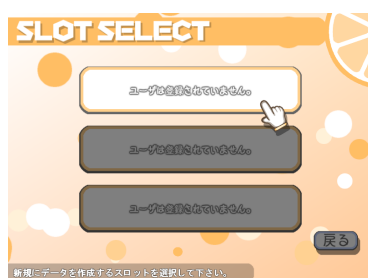 SLOT SELECT
ユーザは登録されていません。
ユーザは登録されていません。
ユーザは登録されていません。
戻る
新規にデータを作成するスロットを選択して下さい。